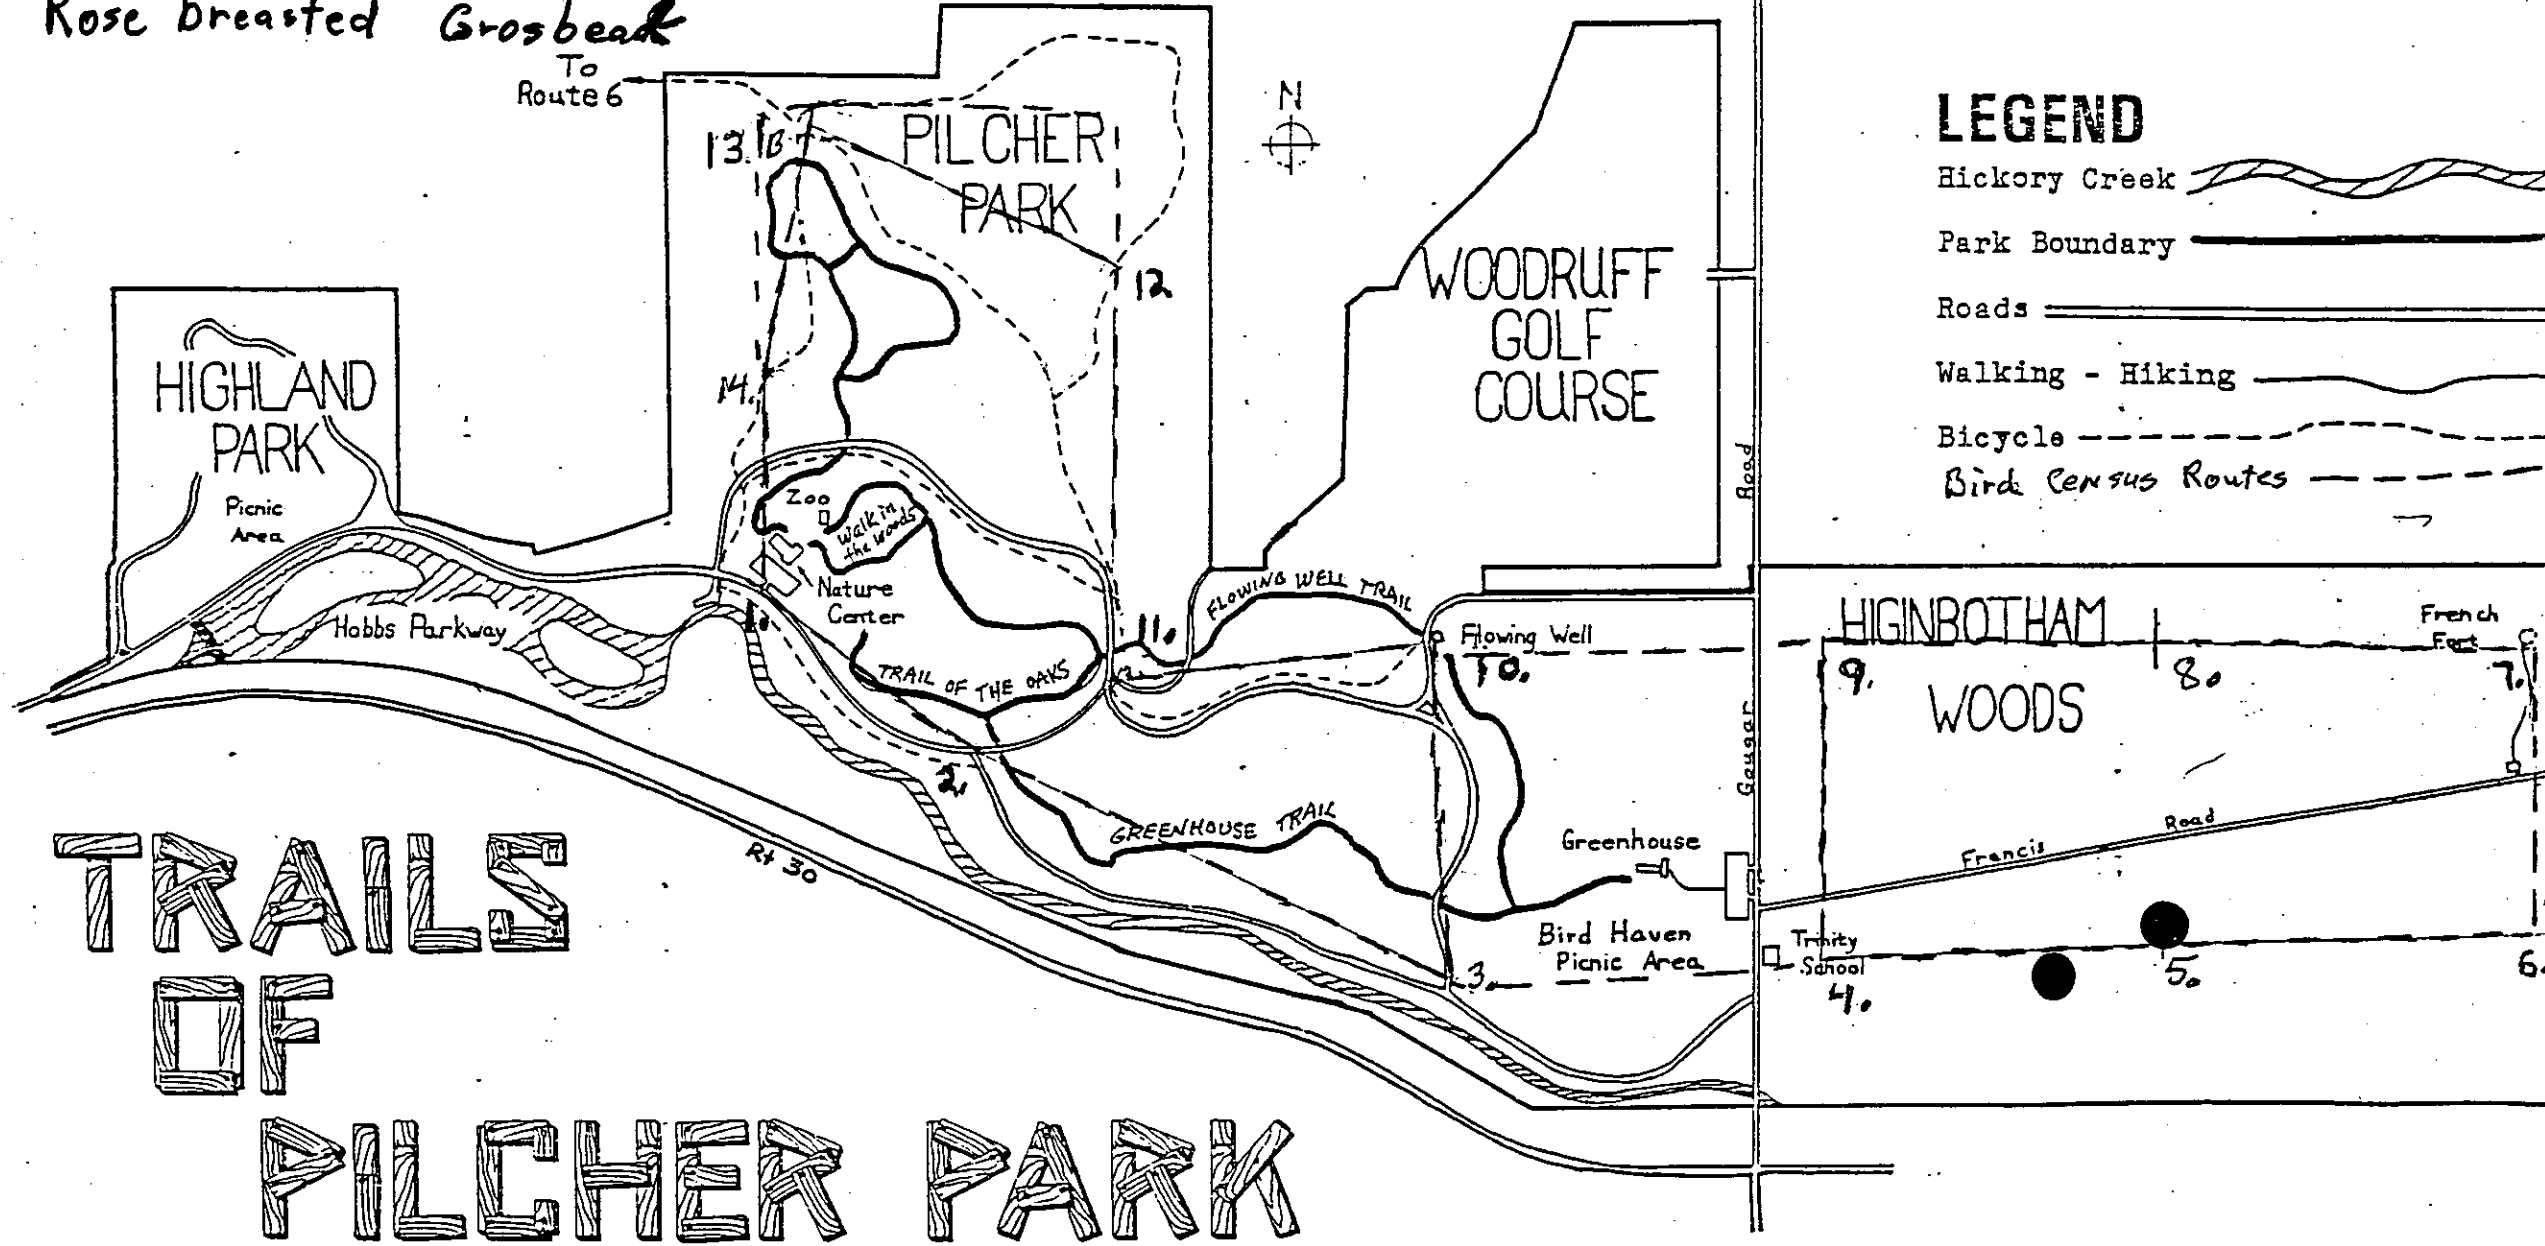 Rose breasted Grosbeak
To
Route 6
N
PILCHER
PARK
13.
12.
14.
HIGHLAND
PARK
Picnic
Area
WOODRUFF
GOLF
COURSE
LEGEND
Hickory Creek
Park Boundary
Roads
Walking - Hiking
Bicycle
Bird Census Routes
Road
Gougar
Zoo
Walk in
the Woods
Nature
Center
Hobbs Parkway
1.
TRAIL OF THE OAKS
11.
FLOWING WELL TRAIL
Flowing Well
10.
HIGINBOTHAM
WOODS
French
Fort
9.
8.
7.
2.
GREENHOUSE TRAIL
Greenhouse
Francis Road
Rt 30
Bird Haven
Picnic Area
3.
Trinity
School
4.
5.
6.
TRAILS
OF
PILCHER PARK